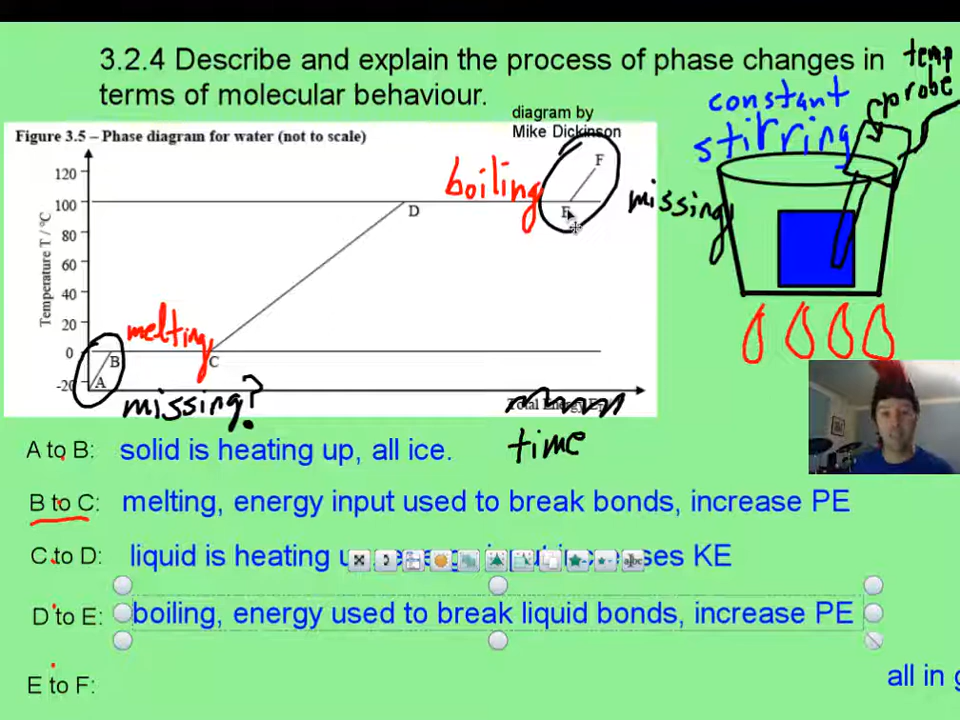 3.2.4 Describe and explain the process of phase changes in
terms of molecular behaviour.
temp
probe
constant
stirring
diagram by
Mike Dickinson
Figure 3.5 – Phase diagram for water (not to scale)
Temperature T / °C
120
100
80
60
40
20
0
-20
A
B
C
D
E
F
melting
boiling
missing
missing?
Total Energy
time
A to B: solid is heating up, all ice.
B to C: melting, energy input used to break bonds, increase PE
C to D: liquid is heating KE
D to E: boiling, energy used to break liquid bonds, increase PE
E to F: all in
abc